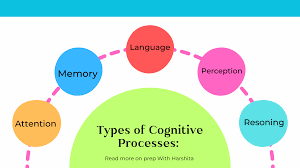 Language
Memory
Perception
Attention
Resoning
Types of Cognitive
Processes:
Read more on prep With Harshita